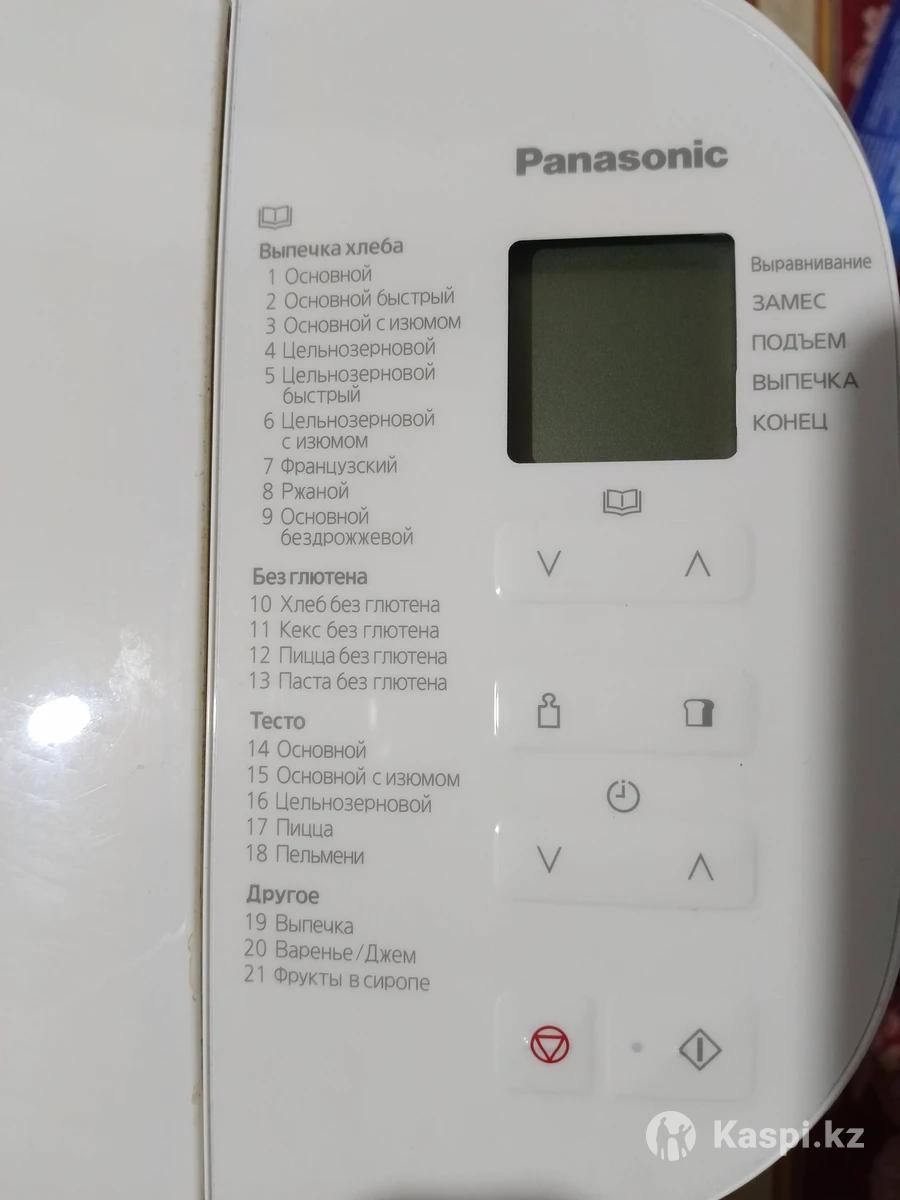 Panasonic
Выпечка хлеба
1 Основной
2 Основной быстрый
3 Основной с изюмом
4 Цельнозерновой
5 Цельнозерновой
быстрый
6 Цельнозерновой
с изюмом
7 Французский
8 Ржаной
9 Основной
бездрожжевой
Без глютена
10 Хлеб без глютена
11 Кекс без глютена
12 Пицца без глютена
13 Паста без глютена
Тесто
14 Основной
15 Основной с изюмом
16 Цельнозерновой
17 Пицца
18 Пельмени
Другое
19 Выпечка
20 Варенье/Джем
21 Фрукты в сиропе
Выравнивание
ЗАМЕС
ПОДЪЕМ
ВЫПЕЧКА
КОНЕЦ
Kaspi.kz